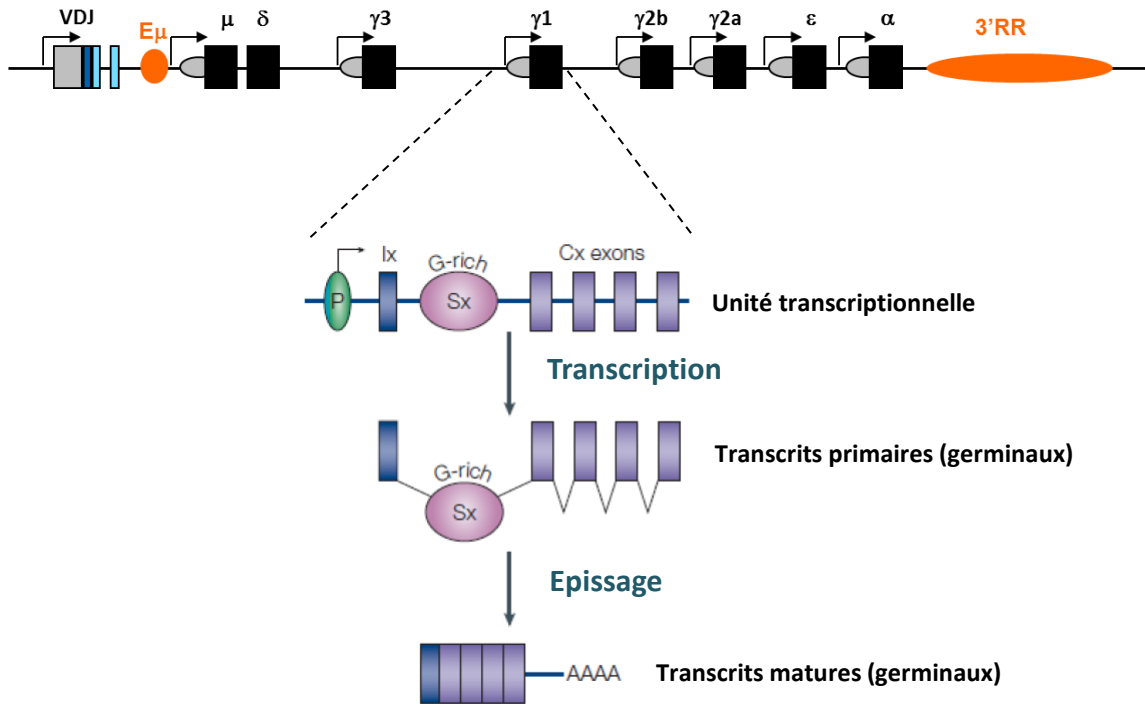 VDJ Eμ μ δ γ3 γ1 γ2b γ2a ε α 3'RR
Ix G-rich Cx exons
P Sx Unité transcriptionnelle
Transcription
G-rich Transcrits primaires (germinaux)
Sx
Epissage
AAAA Transcrits matures (germinaux)